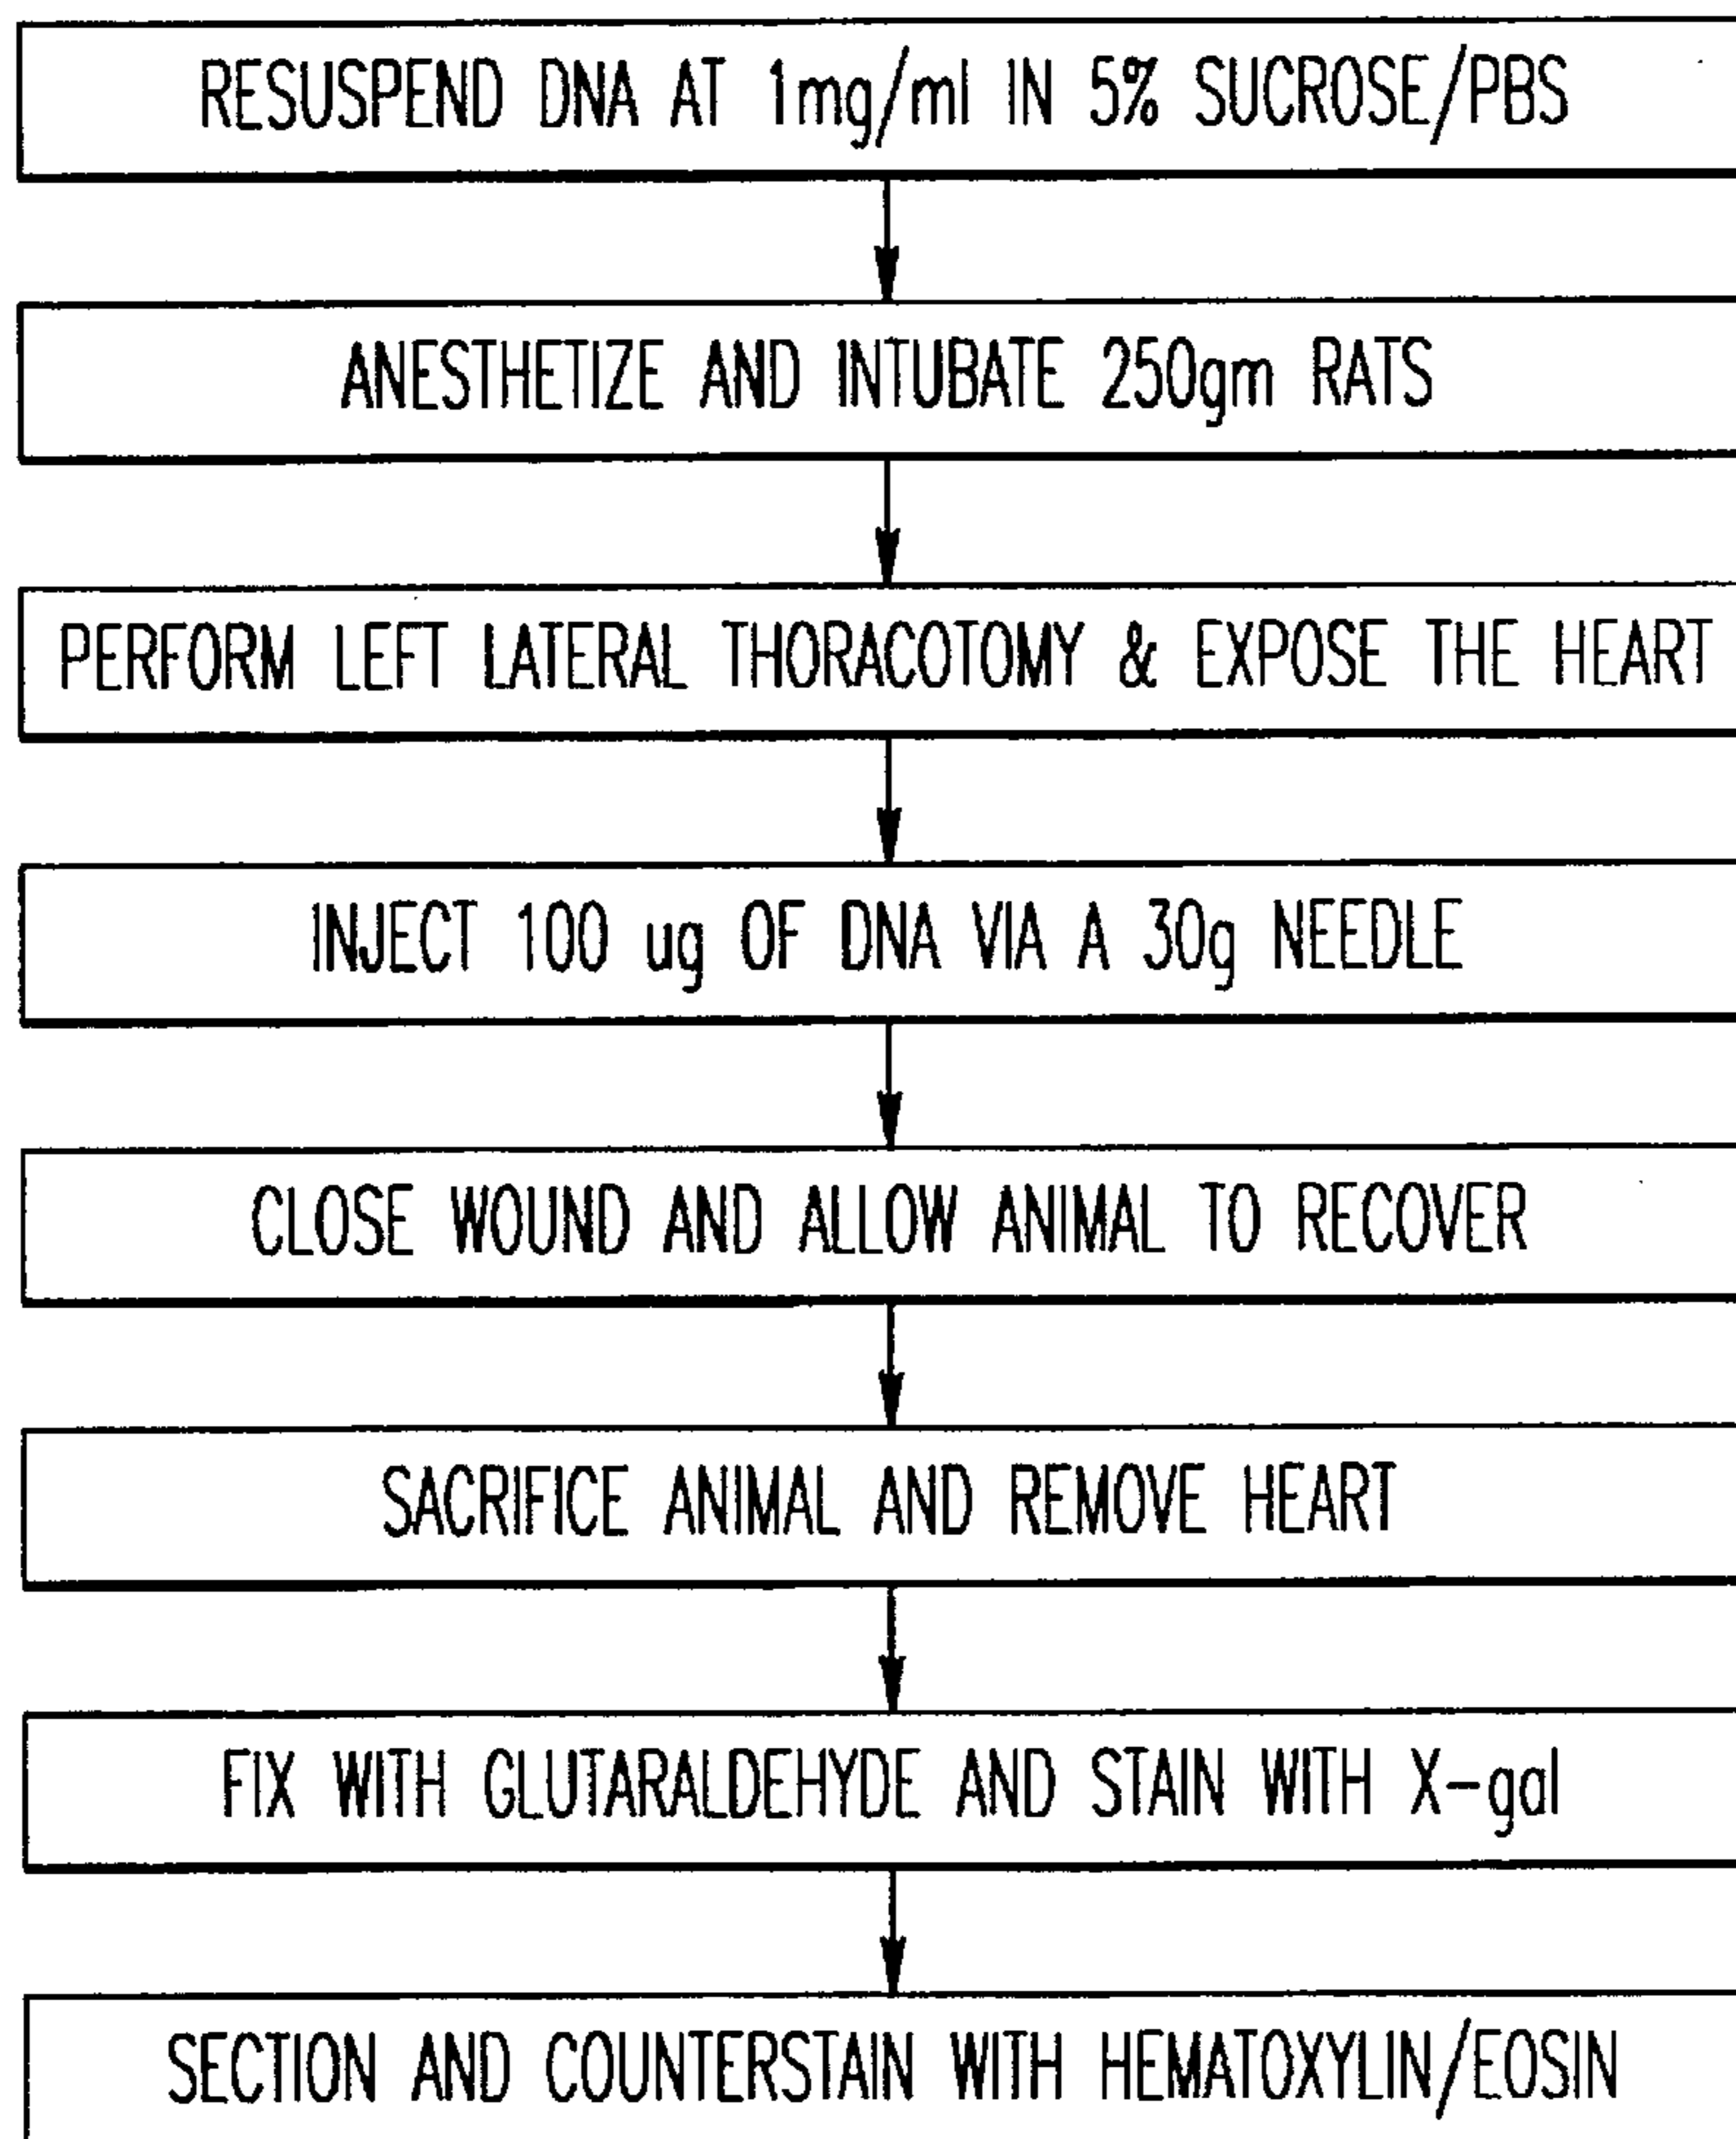 RESUSPEND DNA AT 1mg/ml IN 5% SUCROSE/PBS
ANESTHETIZE AND INTUBATE 250gm RATS
PERFORM LEFT LATERAL THORACOTOMY & EXPOSE THE HEART
INJECT 100 ug OF DNA VIA A 30g NEEDLE
CLOSE WOUND AND ALLOW ANIMAL TO RECOVER
SACRIFICE ANIMAL AND REMOVE HEART
FIX WITH GLUTARALDEHYDE AND STAIN WITH X-gal
SECTION AND COUNTERSTAIN WITH HEMATOXYLIN/EOSIN